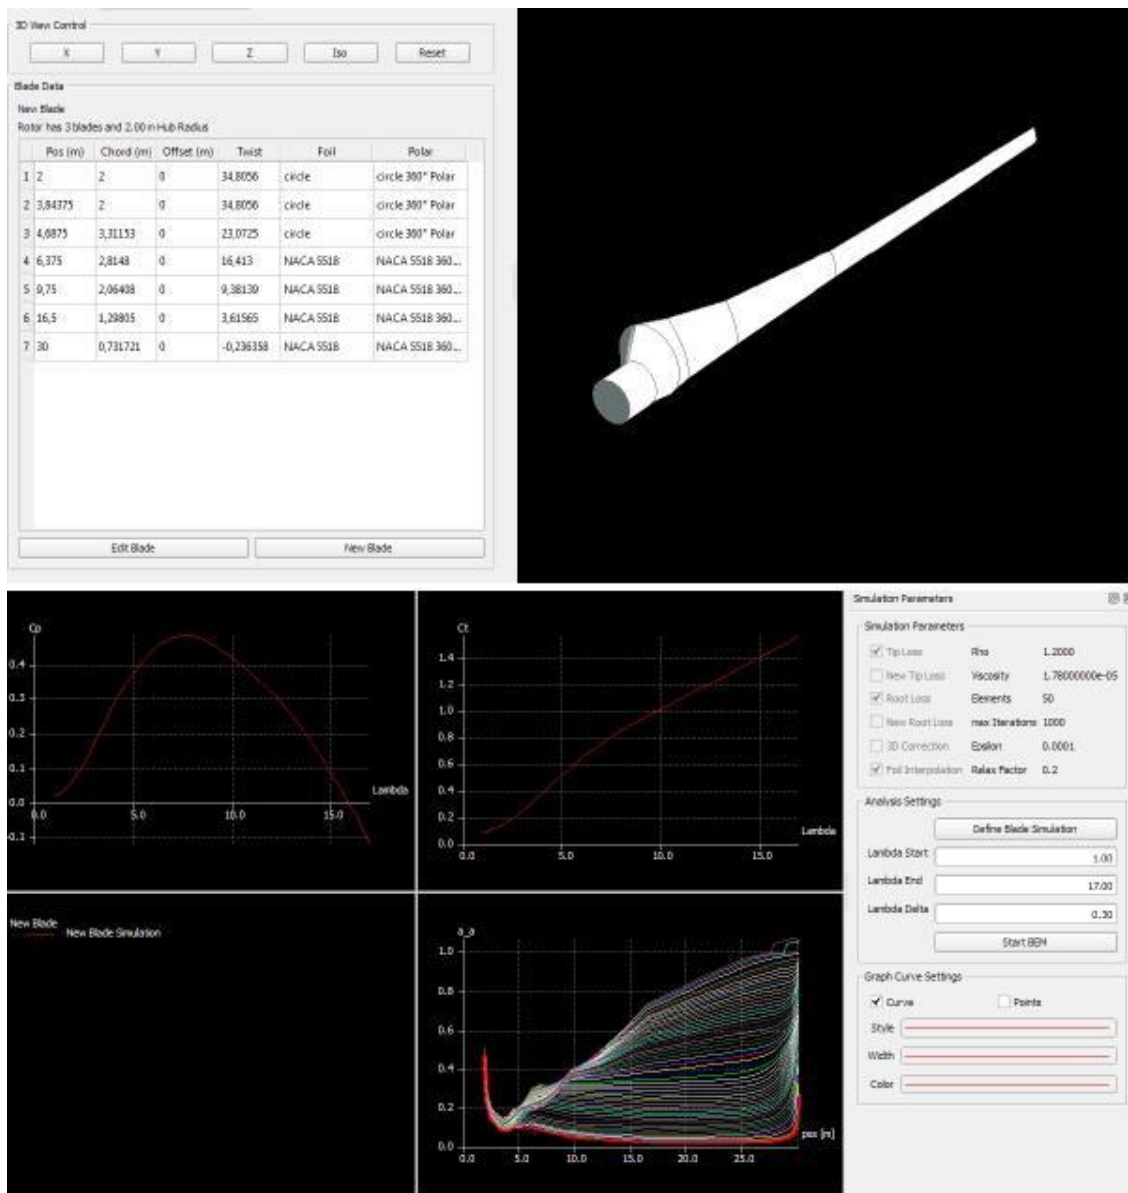 3D View Control
X Y Z Iso Reset
Blade Data
New Blade
Rotor has 3 blades and 2.00 m Hub Radius
Pos (m) Chord (m) Offset (m) Twist Foil Polar
1 2 2 0 34,8056 circle circle 360° Polar
2 3,84375 2 0 34,8056 circle circle 360° Polar
3 4,6875 3,31153 0 23,0725 circle circle 360° Polar
4 6,375 2,8148 0 16,413 NACA 5518 NACA 5518 360...
5 9,75 2,06408 0 9,38139 NACA 5518 NACA 5518 360...
6 16,5 1,29805 0 3,61565 NACA 5518 NACA 5518 360...
7 30 0,731721 0 -0,236358 NACA 5518 NACA 5518 360...
Edit Blade New Blade
Cp
0.4
0.3
0.2
0.1
0.0
-0.1
0.0 5.0 10.0 15.0
Lambda
Ct
1.4
1.2
1.0
0.8
0.6
0.4
0.2
0.0
0.0 5.0 10.0 15.0
Lambda
New Blade
New Blade Simulation
a_a
1.0
0.8
0.6
0.4
0.2
0.0
0.0 5.0 10.0 15.0 20.0 25.0
pos [m]
Simulation Parameters
Simulation Parameters
Tip Loss Rho 1.2000
New Tip Loss Viscosity 1.78000000e-05
Root Loss Elements 50
New Root Loss max Iterations 1000
3D Correction Epsilon 0.0001
Foil Interpolation Relax Factor 0.2
Analysis Settings
Define Blade Simulation
Lambda Start 1.00
Lambda End 17.00
Lambda Delta 0.30
Start BEM
Graph Curve Settings
Curve Points
Style
Width
Color